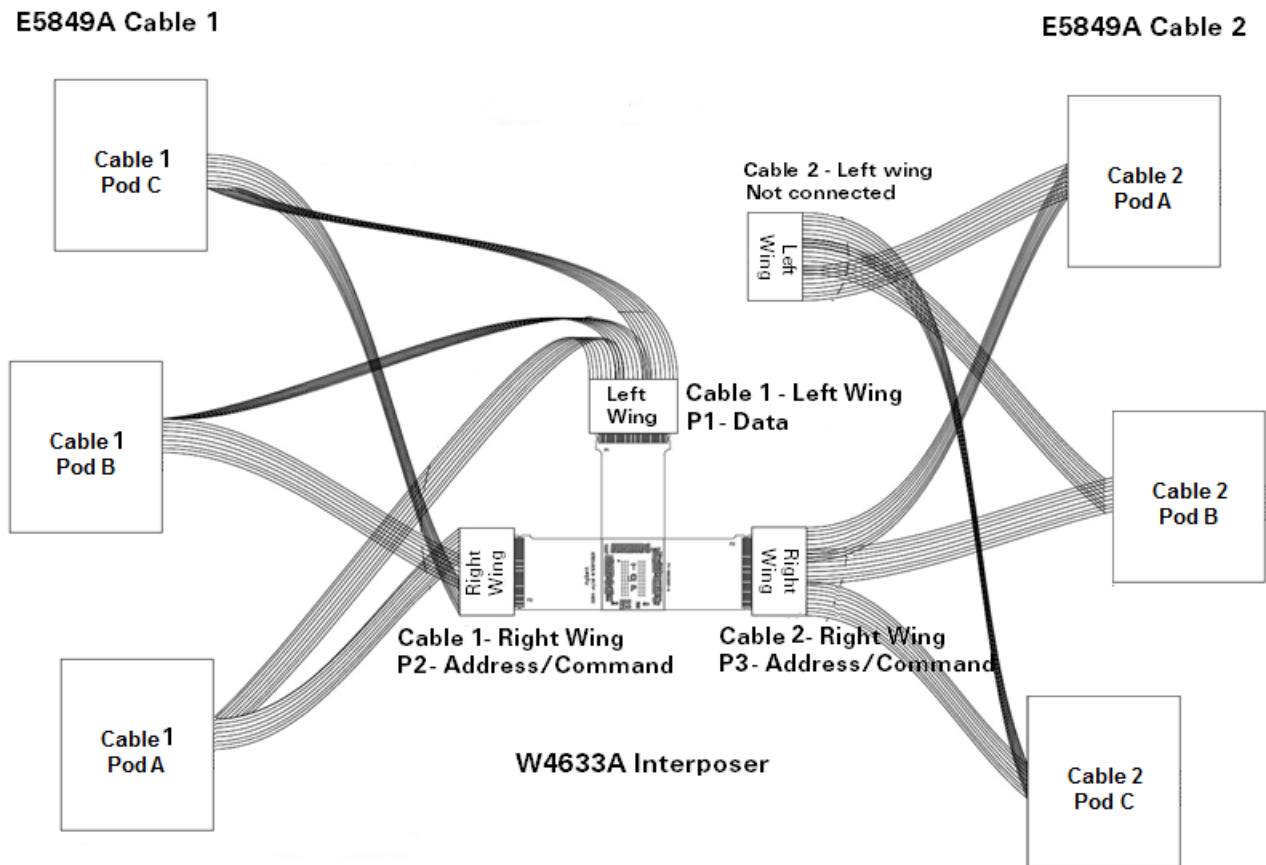 E5849A Cable 1
E5849A Cable 2
Cable 1
Pod C
Cable 2 - Left wing
Not connected
Left
Wing
Cable 2
Pod A
Left
Wing
Cable 1 - Left Wing
P1- Data
Cable 1
Pod B
Cable 2
Pod B
Right
Wing
Right
Wing
Cable 1- Right Wing
P2- Address/Command
Cable 2- Right Wing
P3- Address/Command
Cable 1
Pod A
W4633A Interposer
Cable 2
Pod C